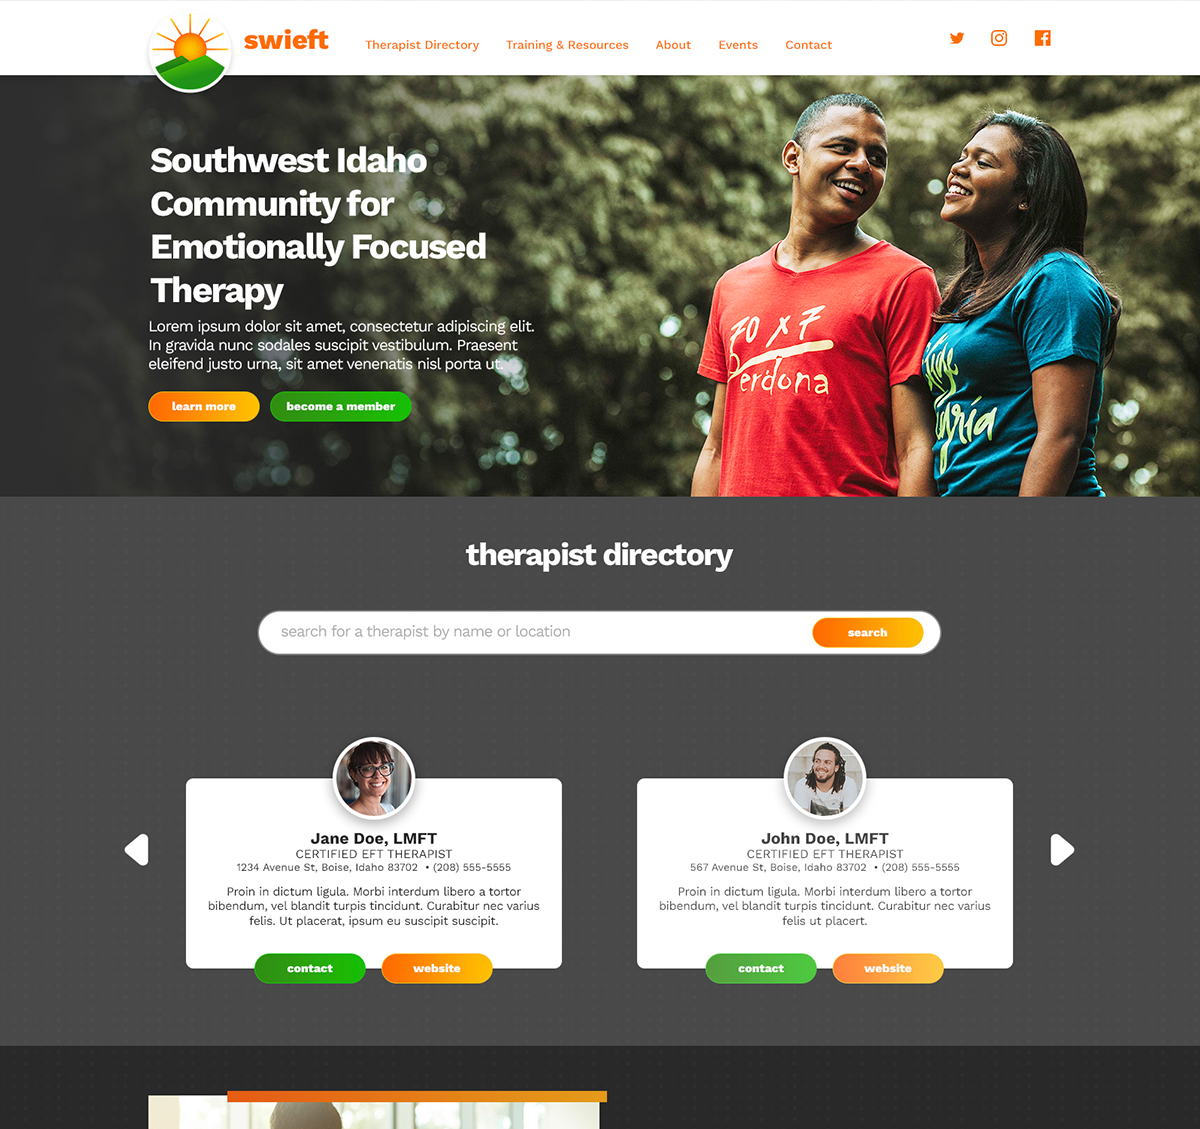 swieft
Therapist Directory
Training & Resources
About
Events
Contact
Southwest Idaho
Community for
Emotionally Focused
Therapy
Lorem ipsum dolor sit amet, consectetur adipiscing elit.
In gravida nunc sodales suscipit vestibulum. Praesent
eleifend justo urna, sit amet venenatis nisl porta ut.
learn more
become a member
70 x 7
Perdona
therapist directory
search for a therapist by name or location
search
Jane Doe, LMFT
CERTIFIED EFT THERAPIST
1234 Avenue St, Boise, Idaho 83702 • (208) 555-5555
Proin in dictum ligula. Morbi interdum libero a tortor
bibendum, vel blandit turpis tincidunt. Curabitur nec varius
felis. Ut placerat, ipsum eu suscipit suscipit.
contact
website
John Doe, LMFT
CERTIFIED EFT THERAPIST
567 Avenue St, Boise, Idaho 83702 • (208) 555-5555
Proin in dictum ligula. Morbi interdum libero a tortor
bibendum, vel blandit turpis tincidunt. Curabitur nec varius
felis ut placert.
contact
website